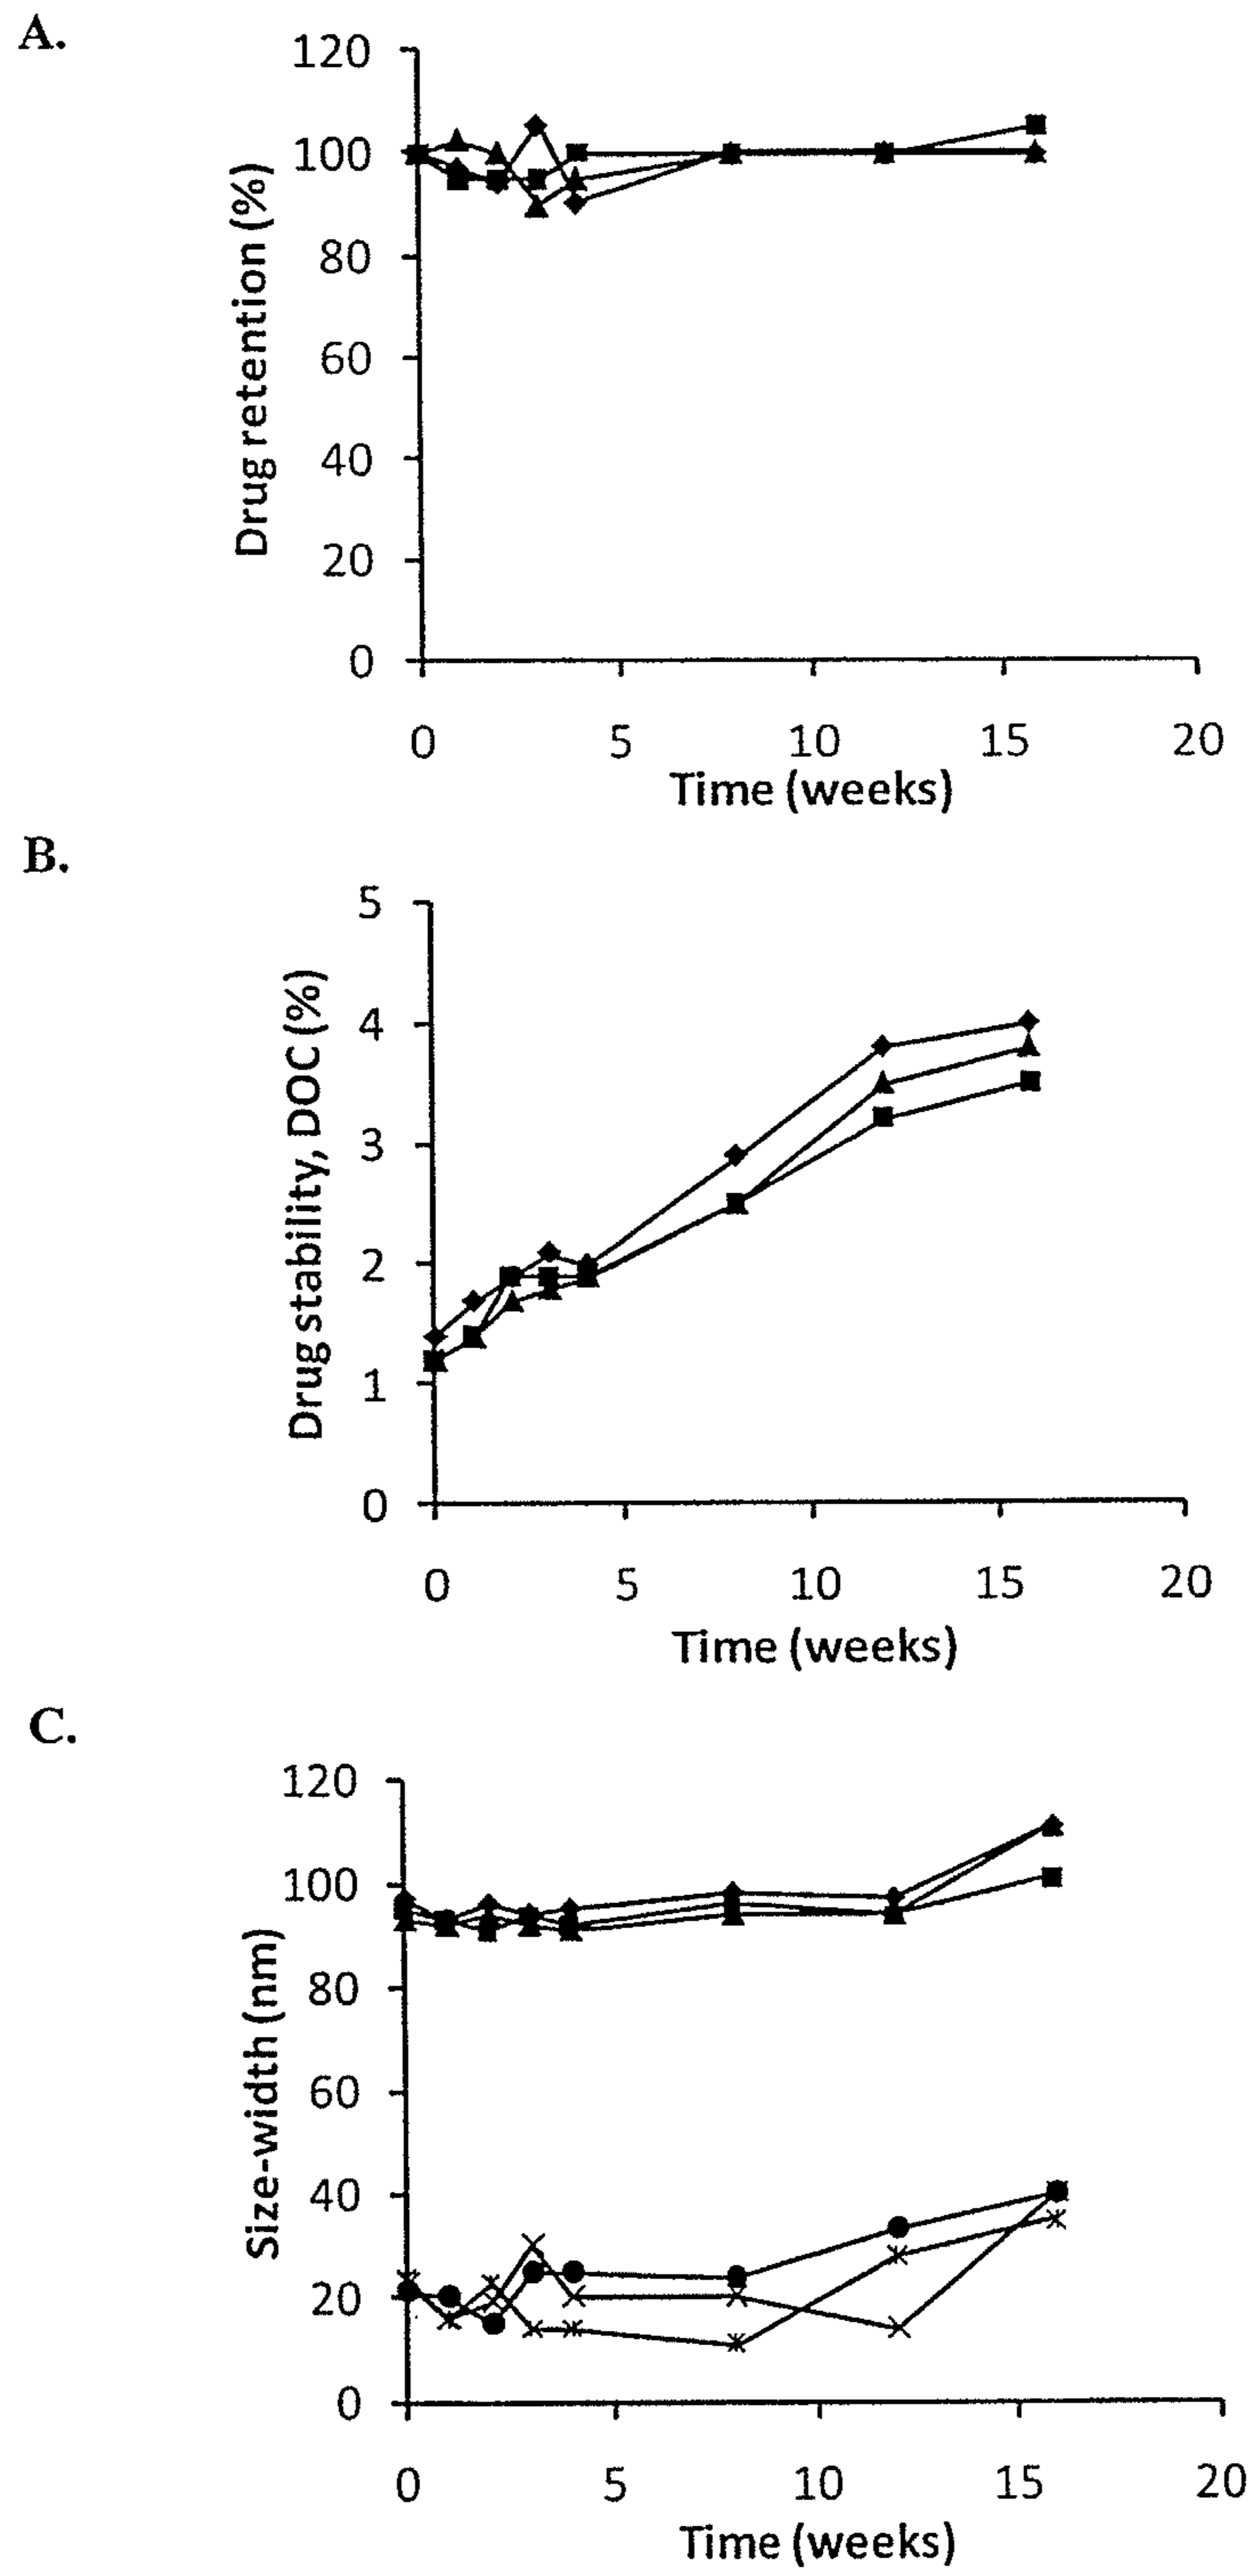 A.
120
100
80
60
40
20
0
Drug retention (%)
0 5 10 15 20
Time (weeks)
B.
5
4
3
2
1
0
Drug stability, DOC (%)
0 5 10 15 20
Time (weeks)
C.
120
100
80
60
40
20
0
Size-width (nm)
0 5 10 15 20
Time (weeks)